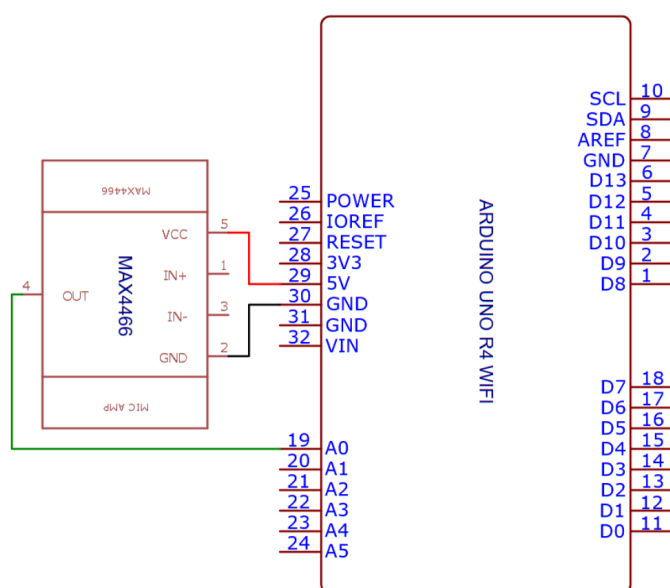 MAX4466
VCC 5
IN+ 1
4 OUT
MAX4466
IN- 3
GND 2
MIC AMP
ARDUINO UNO R4 WIFI
25 POWER
26 IOREF
27 RESET
28 3V3
29 5V
30 GND
31 GND
32 VIN
19 A0
20 A1
21 A2
22 A3
23 A4
24 A5
SCL 10
SDA 9
AREF 8
GND 7
D13 6
D12 5
D11 4
D10 3
D9 2
D8 1
D7 18
D6 17
D5 16
D4 15
D3 14
D2 13
D1 12
D0 11